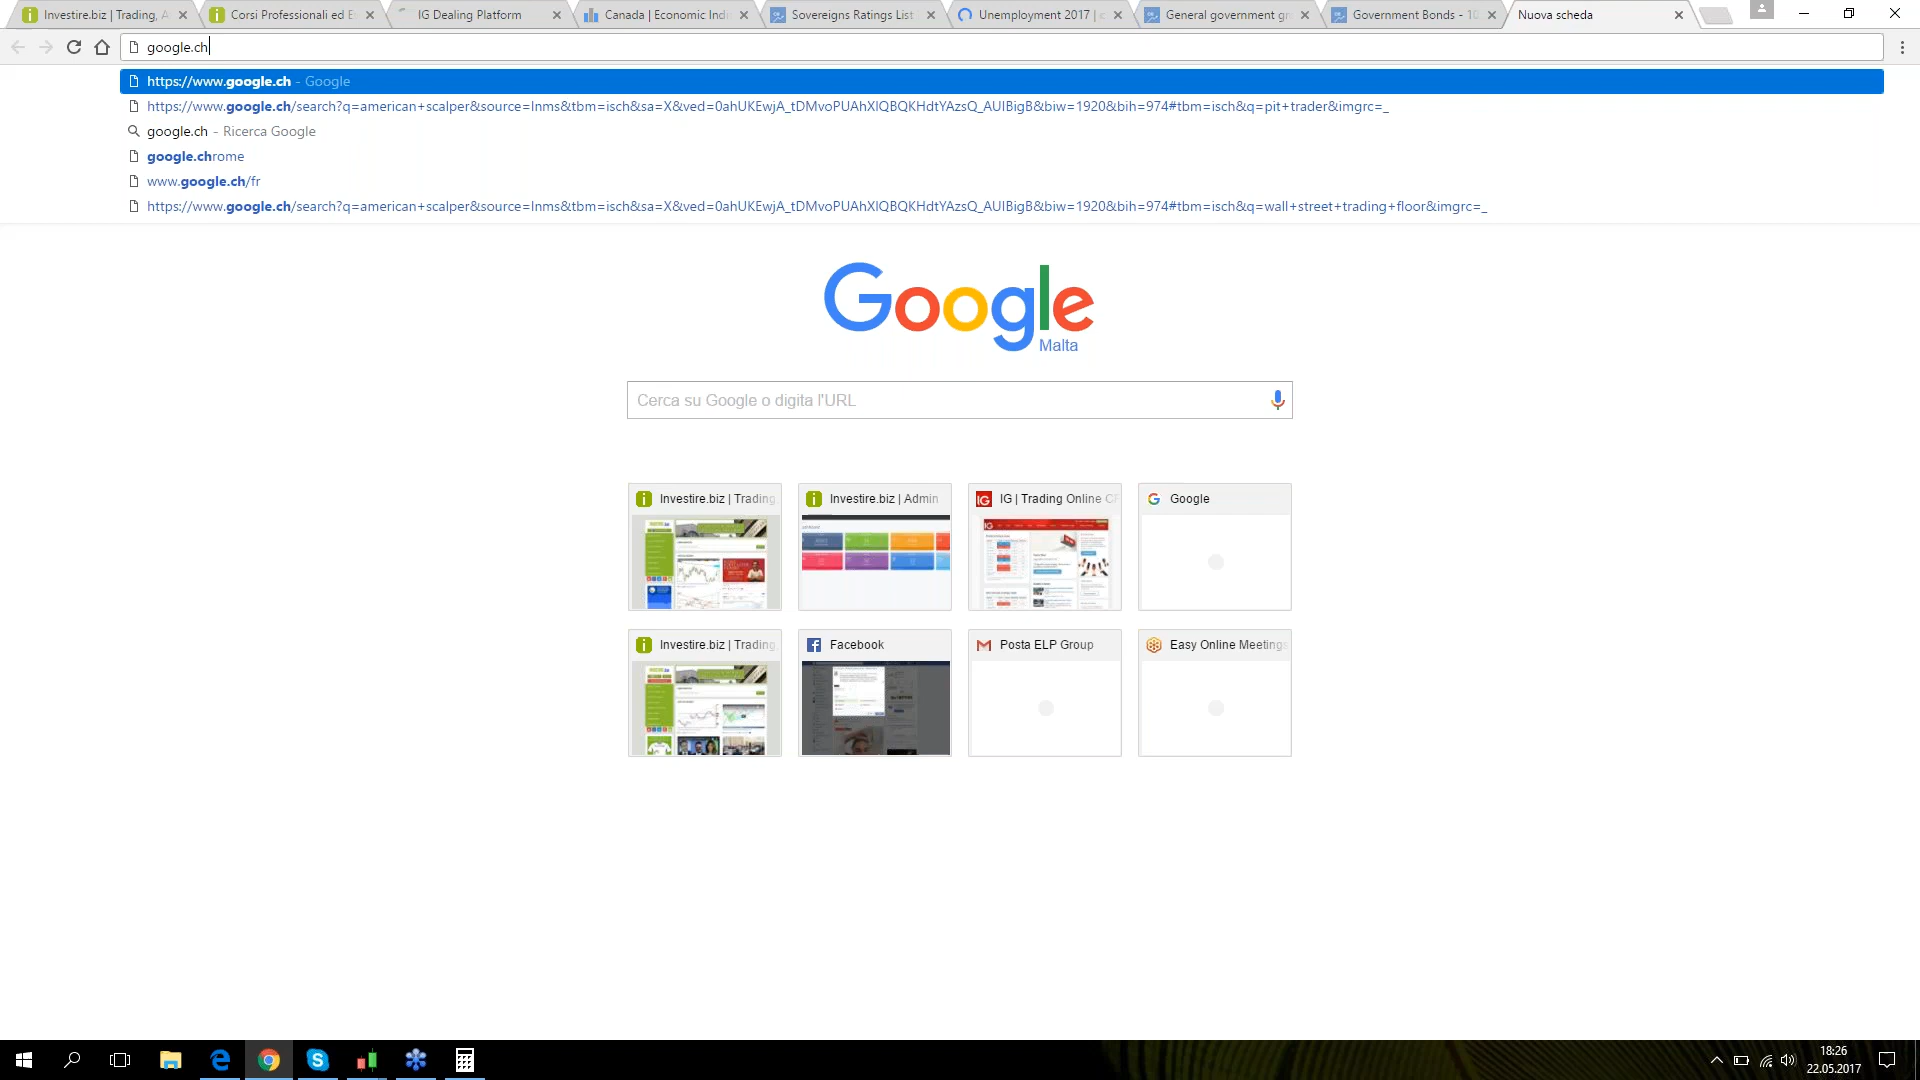 Investire.biz | Trading, A
Corsi Professionali ed E
IG Dealing Platform
Canada | Economic Indi
Sovereigns Ratings List
Unemployment 2017 | c
General government gr
Government Bonds - 10
Nuova scheda
google.ch
https://www.google.ch - Google
https://www.google.ch/search?q=american+scalper&source=lnms&tbm=isch&sa=X&ved=0ahUKEwjA_tDMvoPUAhXlQBQKHdtYAzsQ_AUIBigB&biw=1920&bih=974#tbm=isch&q=pit+trader&imgrc=_
google.ch - Ricerca Google
google.chrome
www.google.ch/fr
https://www.google.ch/search?q=american+scalper&source=lnms&tbm=isch&sa=X&ved=0ahUKEwjA_tDMvoPUAhXlQBQKHdtYAzsQ_AUIBigB&biw=1920&bih=974#tbm=isch&q=wall+street+trading+floor&imgrc=_
Google
Malta
Cerca su Google o digita l'URL
Investire.biz | Trading
Investire.biz | Admin
IG | Trading Online CF
Google
Investire.biz | Trading,
Facebook
Posta ELP Group
Easy Online Meetings
18:26
22.05.2017